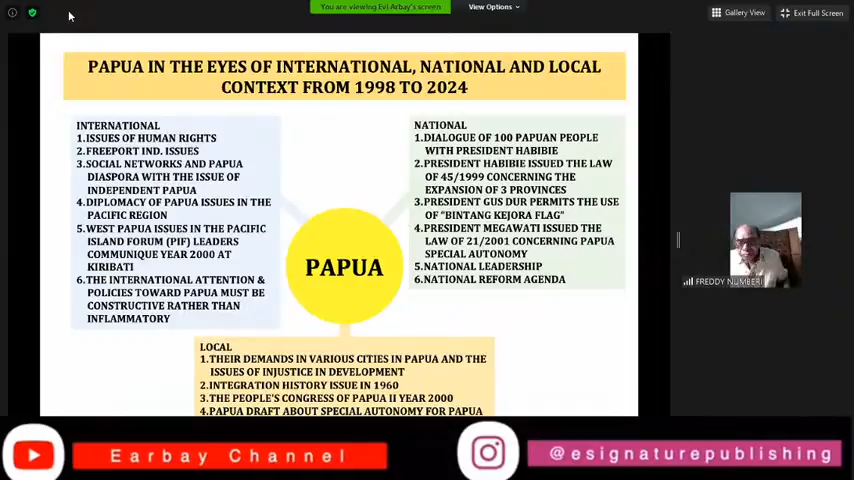 You are viewing Evi Arbay's screen
View Options
Gallery View
Exit Full Screen
PAPUA IN THE EYES OF INTERNATIONAL, NATIONAL AND LOCAL
CONTEXT FROM 1998 TO 2024
INTERNATIONAL
1.ISSUES OF HUMAN RIGHTS
2.FREEPORT IND. ISSUES
3.SOCIAL NETWORKS AND PAPUA
DIASPORA WITH THE ISSUE OF
INDEPENDENT PAPUA
4.DIPLOMACY OF PAPUA ISSUES IN THE
PACIFIC REGION
5.WEST PAPUA ISSUES IN THE PACIFIC
ISLAND FORUM (PIF) LEADERS
COMMUNIQUE YEAR 2000 AT
KIRIBATI
6.THE INTERNATIONAL ATTENTION &
POLICIES TOWARD PAPUA MUST BE
CONSTRUCTIVE RATHER THAN
INFLAMMATORY
NATIONAL
1.DIALOGUE OF 100 PAPUAN PEOPLE
WITH PRESIDENT HABIBIE
2.PRESIDENT HABIBIE ISSUED THE LAW
OF 45/1999 CONCERNING THE
EXPANSION OF 3 PROVINCES
3.PRESIDENT GUS DUR PERMITS THE USE
OF “BINTANG KEJORA FLAG”
4.PRESIDENT MEGAWATI ISSUED THE
LAW OF 21/2001 CONCERNING PAPUA
SPECIAL AUTONOMY
5.NATIONAL LEADERSHIP
6.NATIONAL REFORM AGENDA
PAPUA
FREDDY NUMBERI
LOCAL
1.THEIR DEMANDS IN VARIOUS CITIES IN PAPUA AND THE
ISSUES OF INJUSTICE IN DEVELOPMENT
2.INTEGRATION HISTORY ISSUE IN 1960
3.THE PEOPLE'S CONGRESS OF PAPUA II YEAR 2000
4.PAPUA DRAFT ABOUT SPECIAL AUTONOMY FOR PAPUA
Earbay Channel
@esignaturepublishing